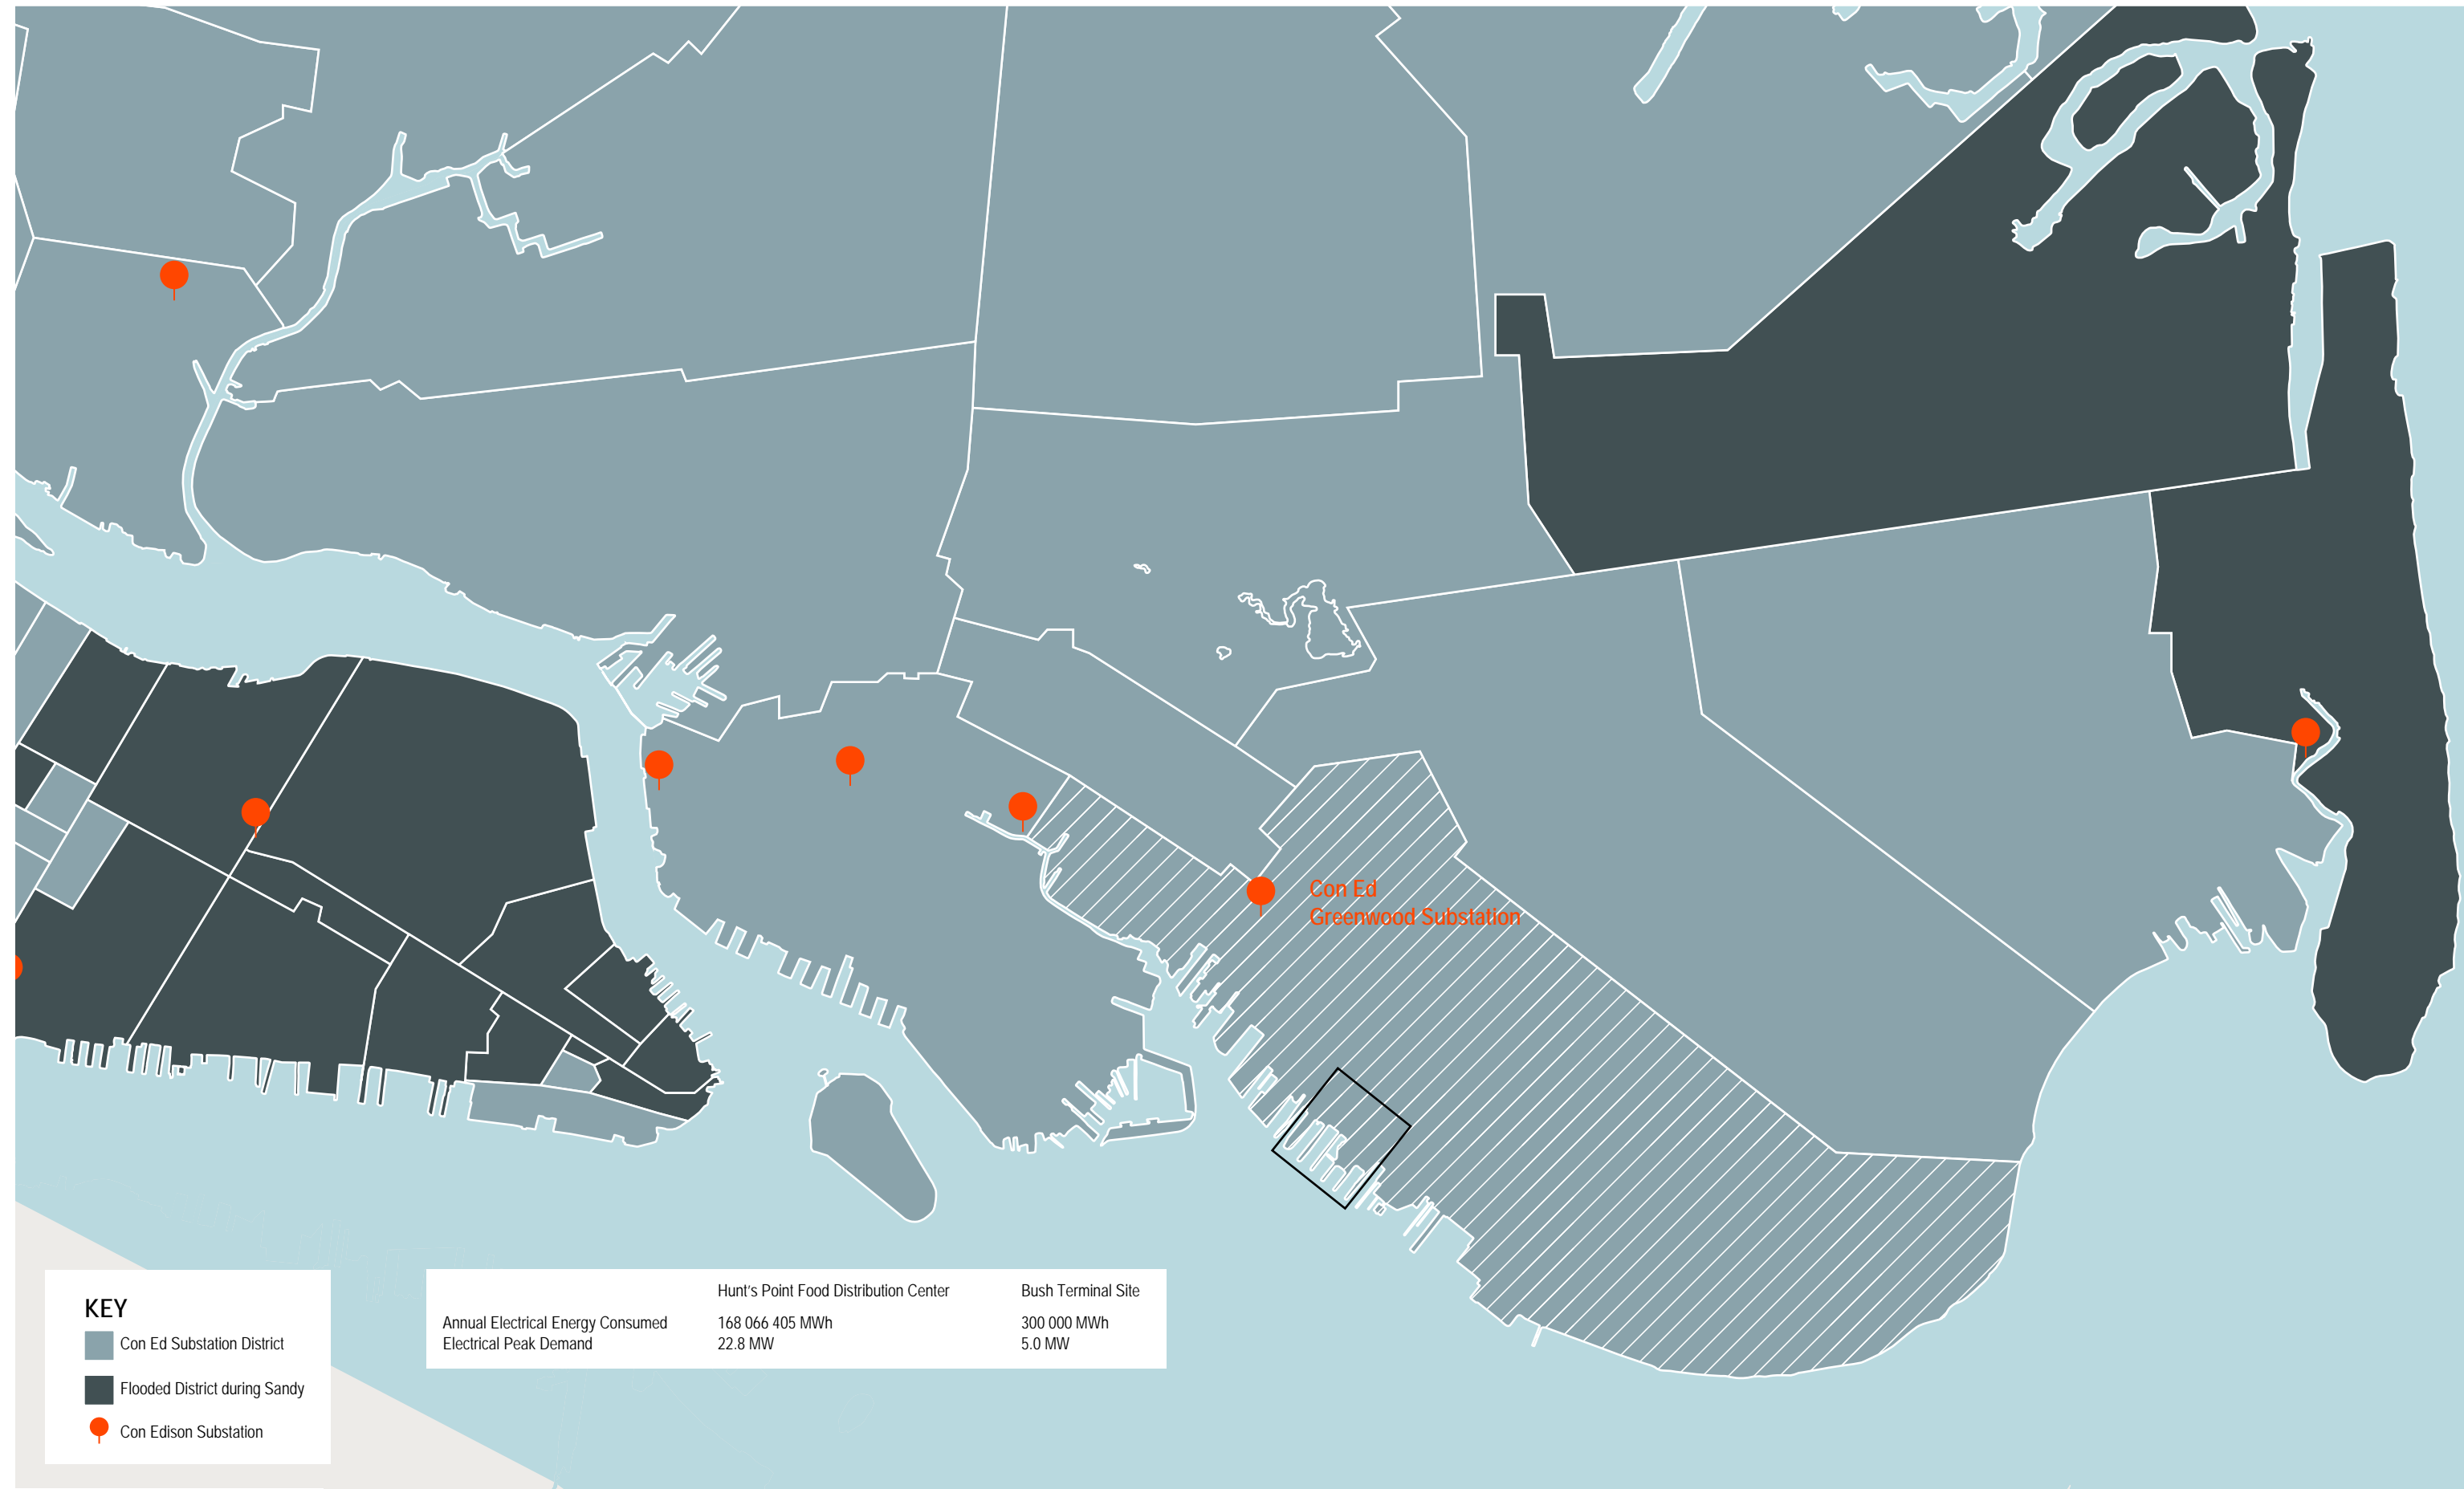 Con Ed
Greenwood Substation
KEY
Con Ed Substation District
Flooded District during Sandy
Con Edison Substation
Hunt's Point Food Distribution Center Bush Terminal Site
Annual Electrical Energy Consumed 168 066 405 MWh 300 000 MWh
Electrical Peak Demand 22.8 MW 5.0 MW